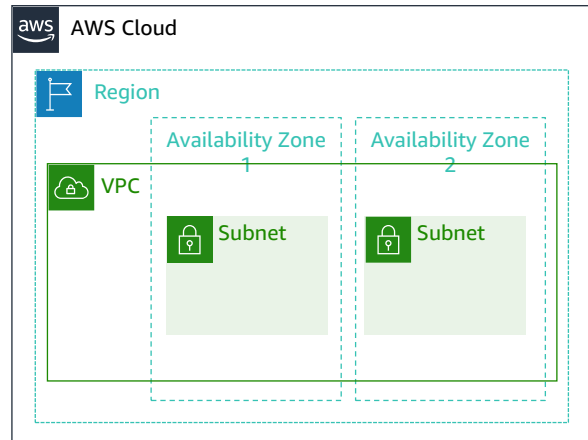 aws
AWS Cloud
Region
Availability Zone
1
Availability Zone
2
VPC
Subnet
Subnet